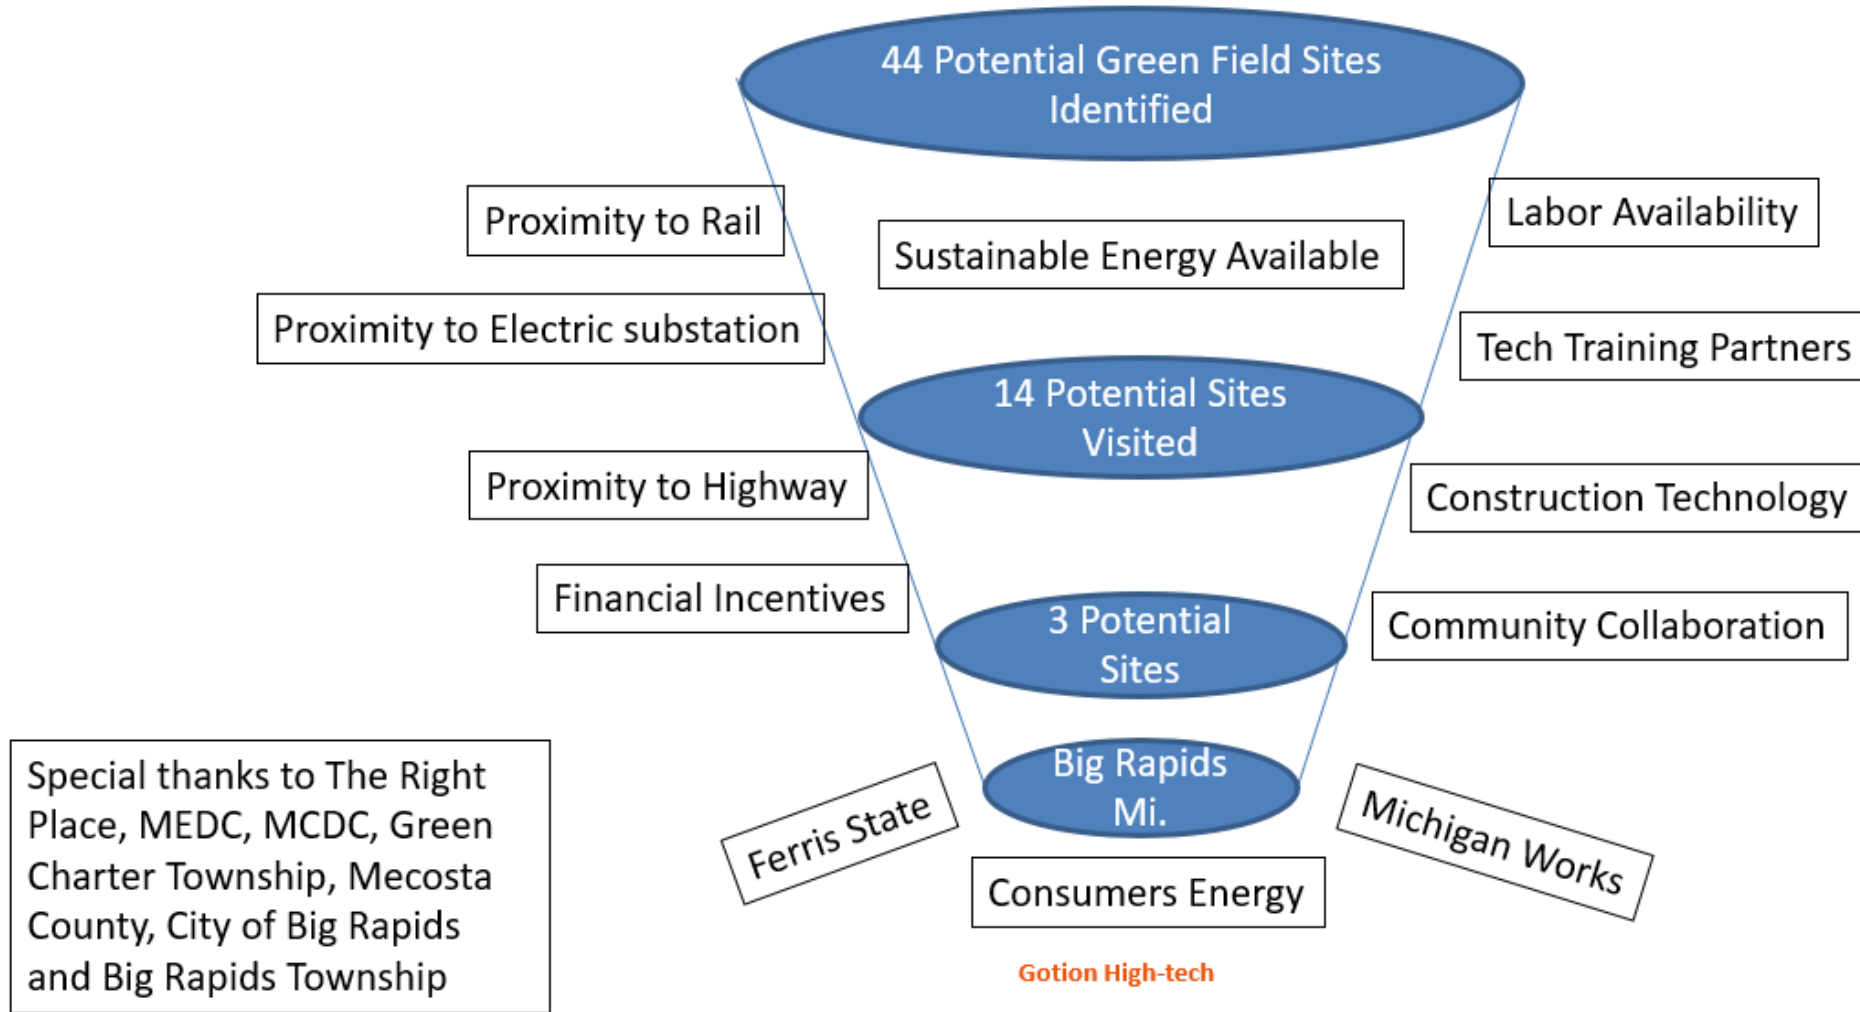 44 Potential Green Field Sites
Identified
Proximity to Rail
Labor Availability
Sustainable Energy Available
Proximity to Electric substation
Tech Training Partners
14 Potential Sites
Visited
Proximity to Highway
Construction Technology
Financial Incentives
3 Potential
Sites
Community Collaboration
Special thanks to The Right
Place, MEDC, MCDC, Green
Charter Township, Mecosta
County, City of Big Rapids
and Big Rapids Township
Big Rapids
Mi.
Ferris State
Michigan Works
Consumers Energy
Gotion High-tech